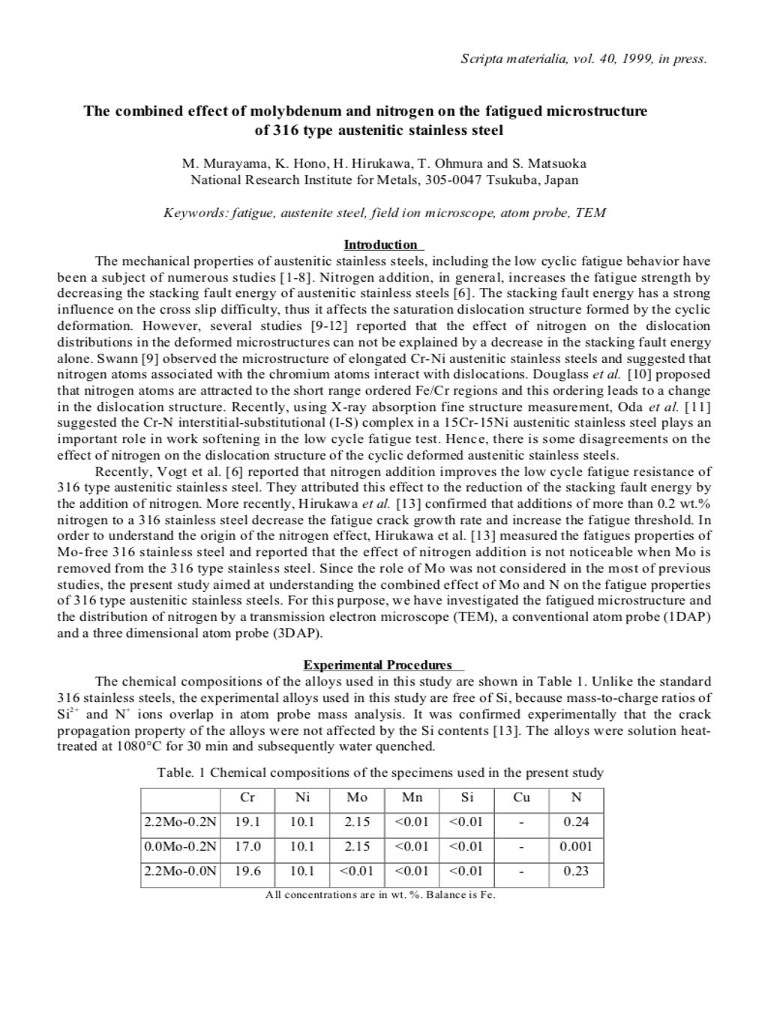 Scripta materialia, vol. 40, 1999, in press.
The combined effect of molybdenum and nitrogen on the fatigued microstructure
of 316 type austenitic stainless steel
M. Murayama, K. Hono, H. Hirukawa, T. Ohmura and S. Matsuoka
National Research Institute for Metals, 305-0047 Tsukuba, Japan
Keywords: fatigue, austenite steel, field ion microscope, atom probe, TEM
Introduction
The mechanical properties of austenitic stainless steels, including the low cyclic fatigue behavior have
been a subject of numerous studies [1-8]. Nitrogen addition, in general, increases the fatigue strength by
decreasing the stacking fault energy of austenitic stainless steels [6]. The stacking fault energy has a strong
influence on the cross slip difficulty, thus it affects the saturation dislocation structure formed by the cyclic
deformation. However, several studies [9-12] reported that the effect of nitrogen on the dislocation
distributions in the deformed microstructures can not be explained by a decrease in the stacking fault energy
alone. Swann [9] observed the microstructure of elongated Cr-Ni austenitic stainless steels and suggested that
nitrogen atoms associated with the chromium atoms interact with dislocations. Douglass et al. [10] proposed
that nitrogen atoms are attracted to the short range ordered Fe/Cr regions and this ordering leads to a change
in the dislocation structure. Recently, using X-ray absorption fine structure measurement, Oda et al. [11]
suggested the Cr-N interstitial-substitutional (I-S) complex in a 15Cr-15Ni austenitic stainless steel plays an
important role in work softening in the low cycle fatigue test. Hence, there is some disagreements on the
effect of nitrogen on the dislocation structure of the cyclic deformed austenitic stainless steels.
Recently, Vogt et al. [6] reported that nitrogen addition improves the low cycle fatigue resistance of
316 type austenitic stainless steel. They attributed this effect to the reduction of the stacking fault energy by
the addition of nitrogen. More recently, Hirukawa et al. [13] confirmed that additions of more than 0.2 wt.%
nitrogen to a 316 stainless steel decrease the fatigue crack growth rate and increase the fatigue threshold. In
order to understand the origin of the nitrogen effect, Hirukawa et al. [13] measured the fatigues properties of
Mo-free 316 stainless steel and reported that the effect of nitrogen addition is not noticeable when Mo is
removed from the 316 type stainless steel. Since the role of Mo was not considered in the most of previous
studies, the present study aimed at understanding the combined effect of Mo and N on the fatigue properties
of 316 type austenitic stainless steels. For this purpose, we have investigated the fatigued microstructure and
the distribution of nitrogen by a transmission electron microscope (TEM), a conventional atom probe (1DAP)
and a three dimensional atom probe (3DAP).
Experimental Procedures
The chemical compositions of the alloys used in this study are shown in Table 1. Unlike the standard
316 stainless steels, the experimental alloys used in this study are free of Si, because mass-to-charge ratios of
Si²⁺ and N⁺ ions overlap in atom probe mass analysis. It was confirmed experimentally that the crack
propagation property of the alloys were not affected by the Si contents [13]. The alloys were solution heat-
treated at 1080°C for 30 min and subsequently water quenched.
Table. 1 Chemical compositions of the specimens used in the present study
Cr Ni Mo Mn Si Cu N
2.2Mo-0.2N 19.1 10.1 2.15 <0.01 <0.01 - 0.24
0.0Mo-0.2N 17.0 10.1 2.15 <0.01 <0.01 - 0.001
2.2Mo-0.0N 19.6 10.1 <0.01 <0.01 <0.01 - 0.23
All concentrations are in wt. %. Balance is Fe.